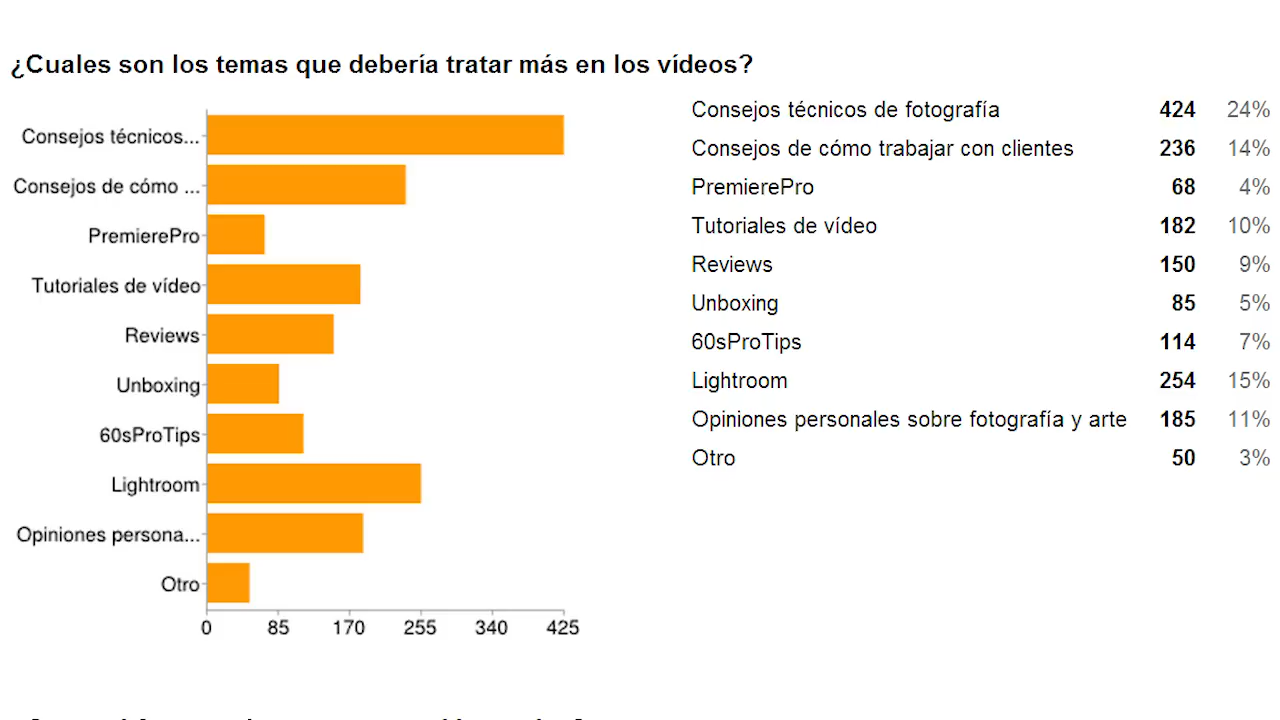 ¿Cuales son los temas que debería tratar más en los vídeos?
Consejos técnicos...
Consejos de cómo ...
PremierePro
Tutoriales de vídeo
Reviews
Unboxing
60sProTips
Lightroom
Opiniones persona...
Otro
0 85 170 255 340 425
Consejos técnicos de fotografía 424 24%
Consejos de cómo trabajar con clientes 236 14%
PremierePro 68 4%
Tutoriales de vídeo 182 10%
Reviews 150 9%
Unboxing 85 5%
60sProTips 114 7%
Lightroom 254 15%
Opiniones personales sobre fotografía y arte 185 11%
Otro 50 3%